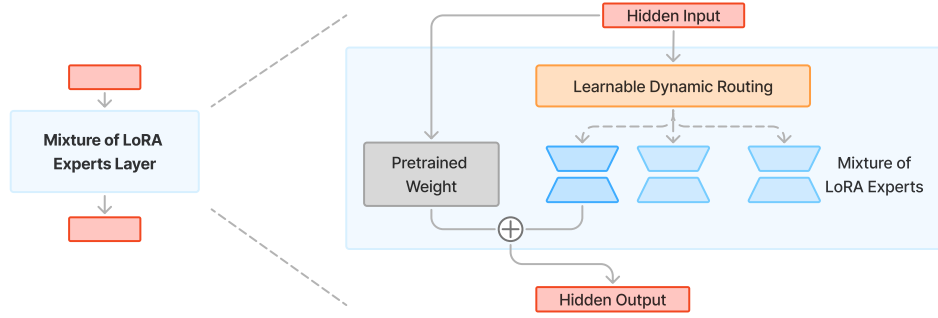 Hidden Input
Learnable Dynamic Routing
Mixture of LoRA
Experts Layer
Pretrained
Weight
Mixture of
LoRA Experts
Hidden Output